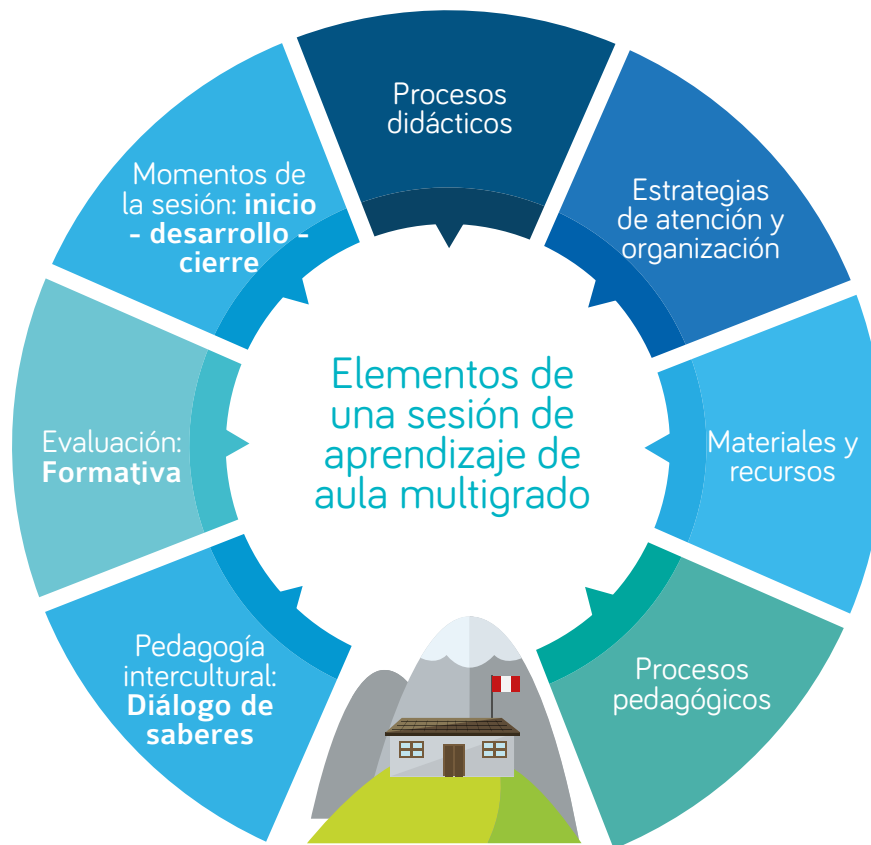 Procesos
didácticos
Estrategias
de atención y
organización
Materiales y
recursos
Procesos
pedagógicos
Pedagogía
intercultural:
Diálogo de
saberes
Evaluación:
Formativa
Momentos de
la sesión: inicio
- desarrollo -
cierre
Elementos de
una sesión de
aprendizaje de
aula multigrado